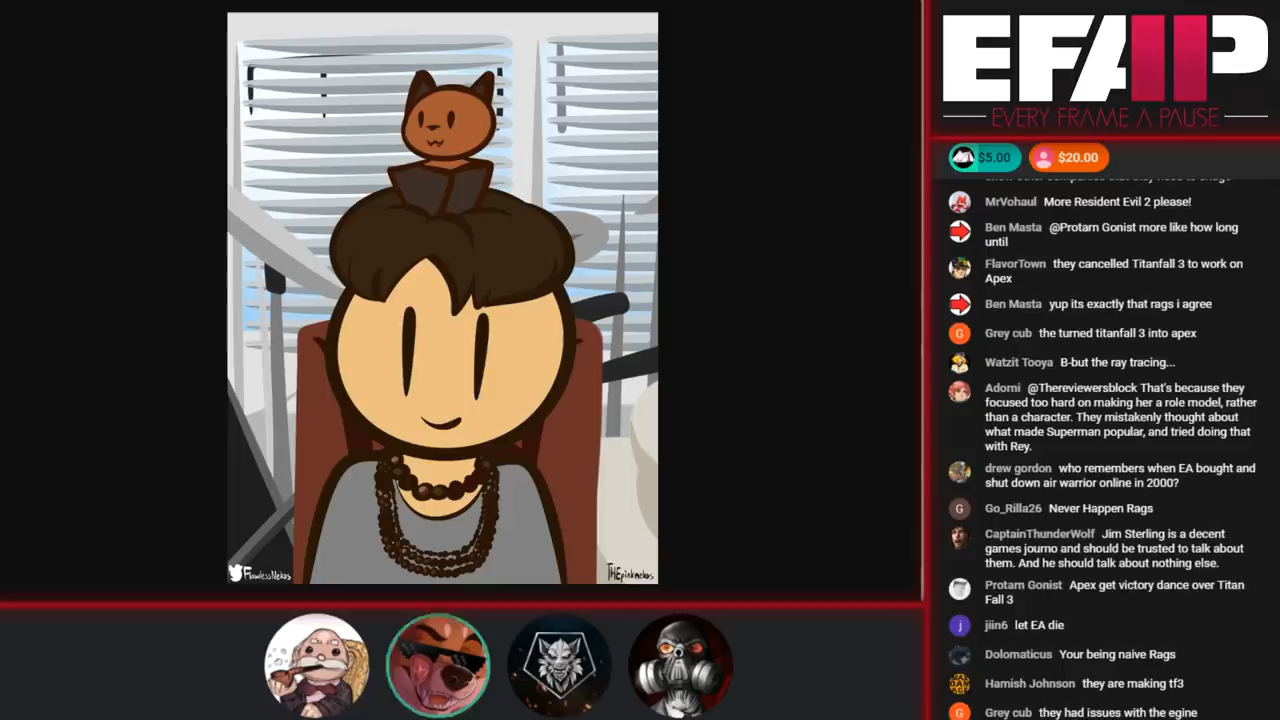 EFAP
EVERY FRAME A PAUSE
$5.00
$20.00
MrVohaul More Resident Evil 2 please!
Ben Masta @Protarn Gonist more like how long
until
FlavorTown they cancelled Titanfall 3 to work on
Apex
Ben Masta yup its exactly that rags i agree
Grey cub the turned titanfall 3 into apex
Watzit Tooya B-but the ray tracing...
Adorni @Thereviewersblock That's because they
focused too hard on making her a role model, rather
than a character. They mistakenly thought about
what made Superman popular, and tried doing that
with Rey.
drew gordon who remembers when EA bought and
shut down air warrior online in 2000?
Go_Rilla26 Never Happen Rags
CaptainThunderWolf Jim Sterling is a decent
games journo and should be trusted to talk about
them. And he should talk about nothing else.
Protarn Gonist Apex get victory dance over Titan
Fall 3
jiin6 let EA die
Dolomaticus Your being naive Rags
Hamish Johnson they are making tf3
Grey cub they had issues with the egine
FlawlessNekos
THEpinknekos